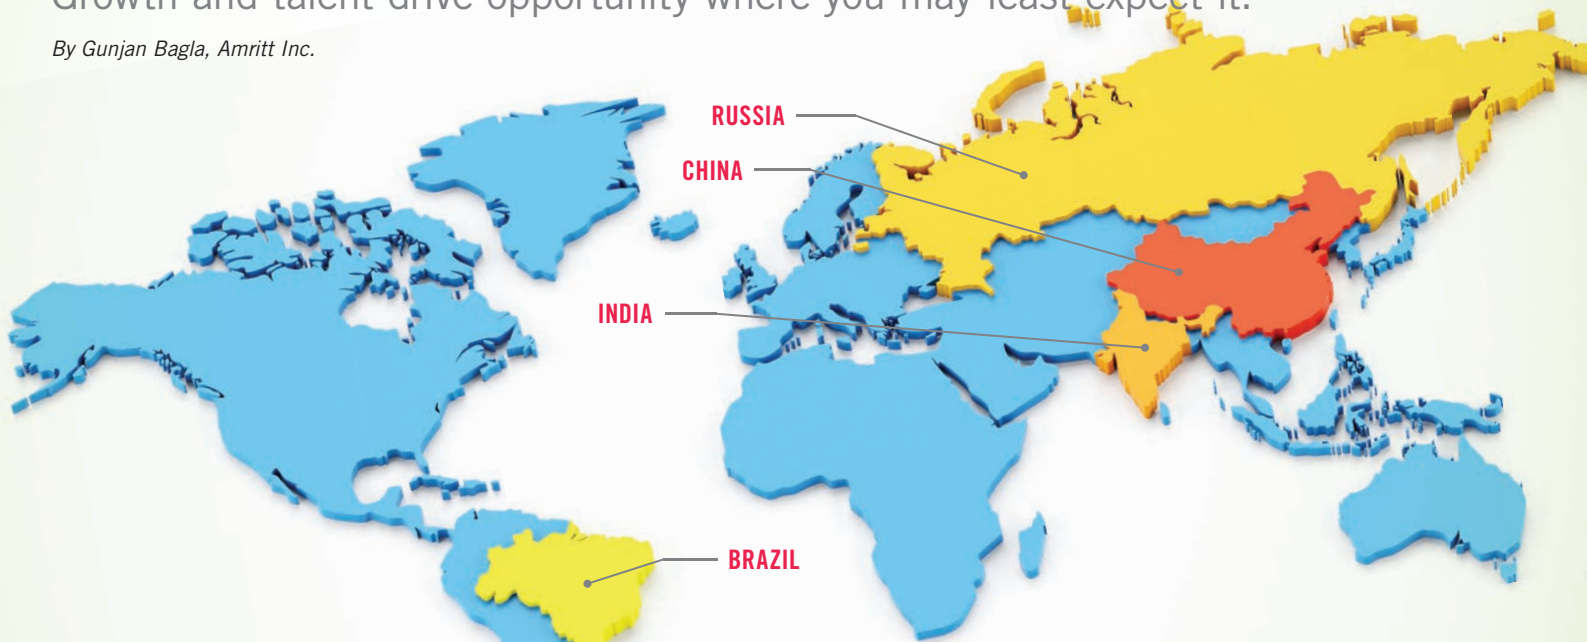 Growth and talent drive opportunity where you may least expect it.
By Gunjan Bagla, Amritt Inc.
RUSSIA
CHINA
INDIA
BRAZIL